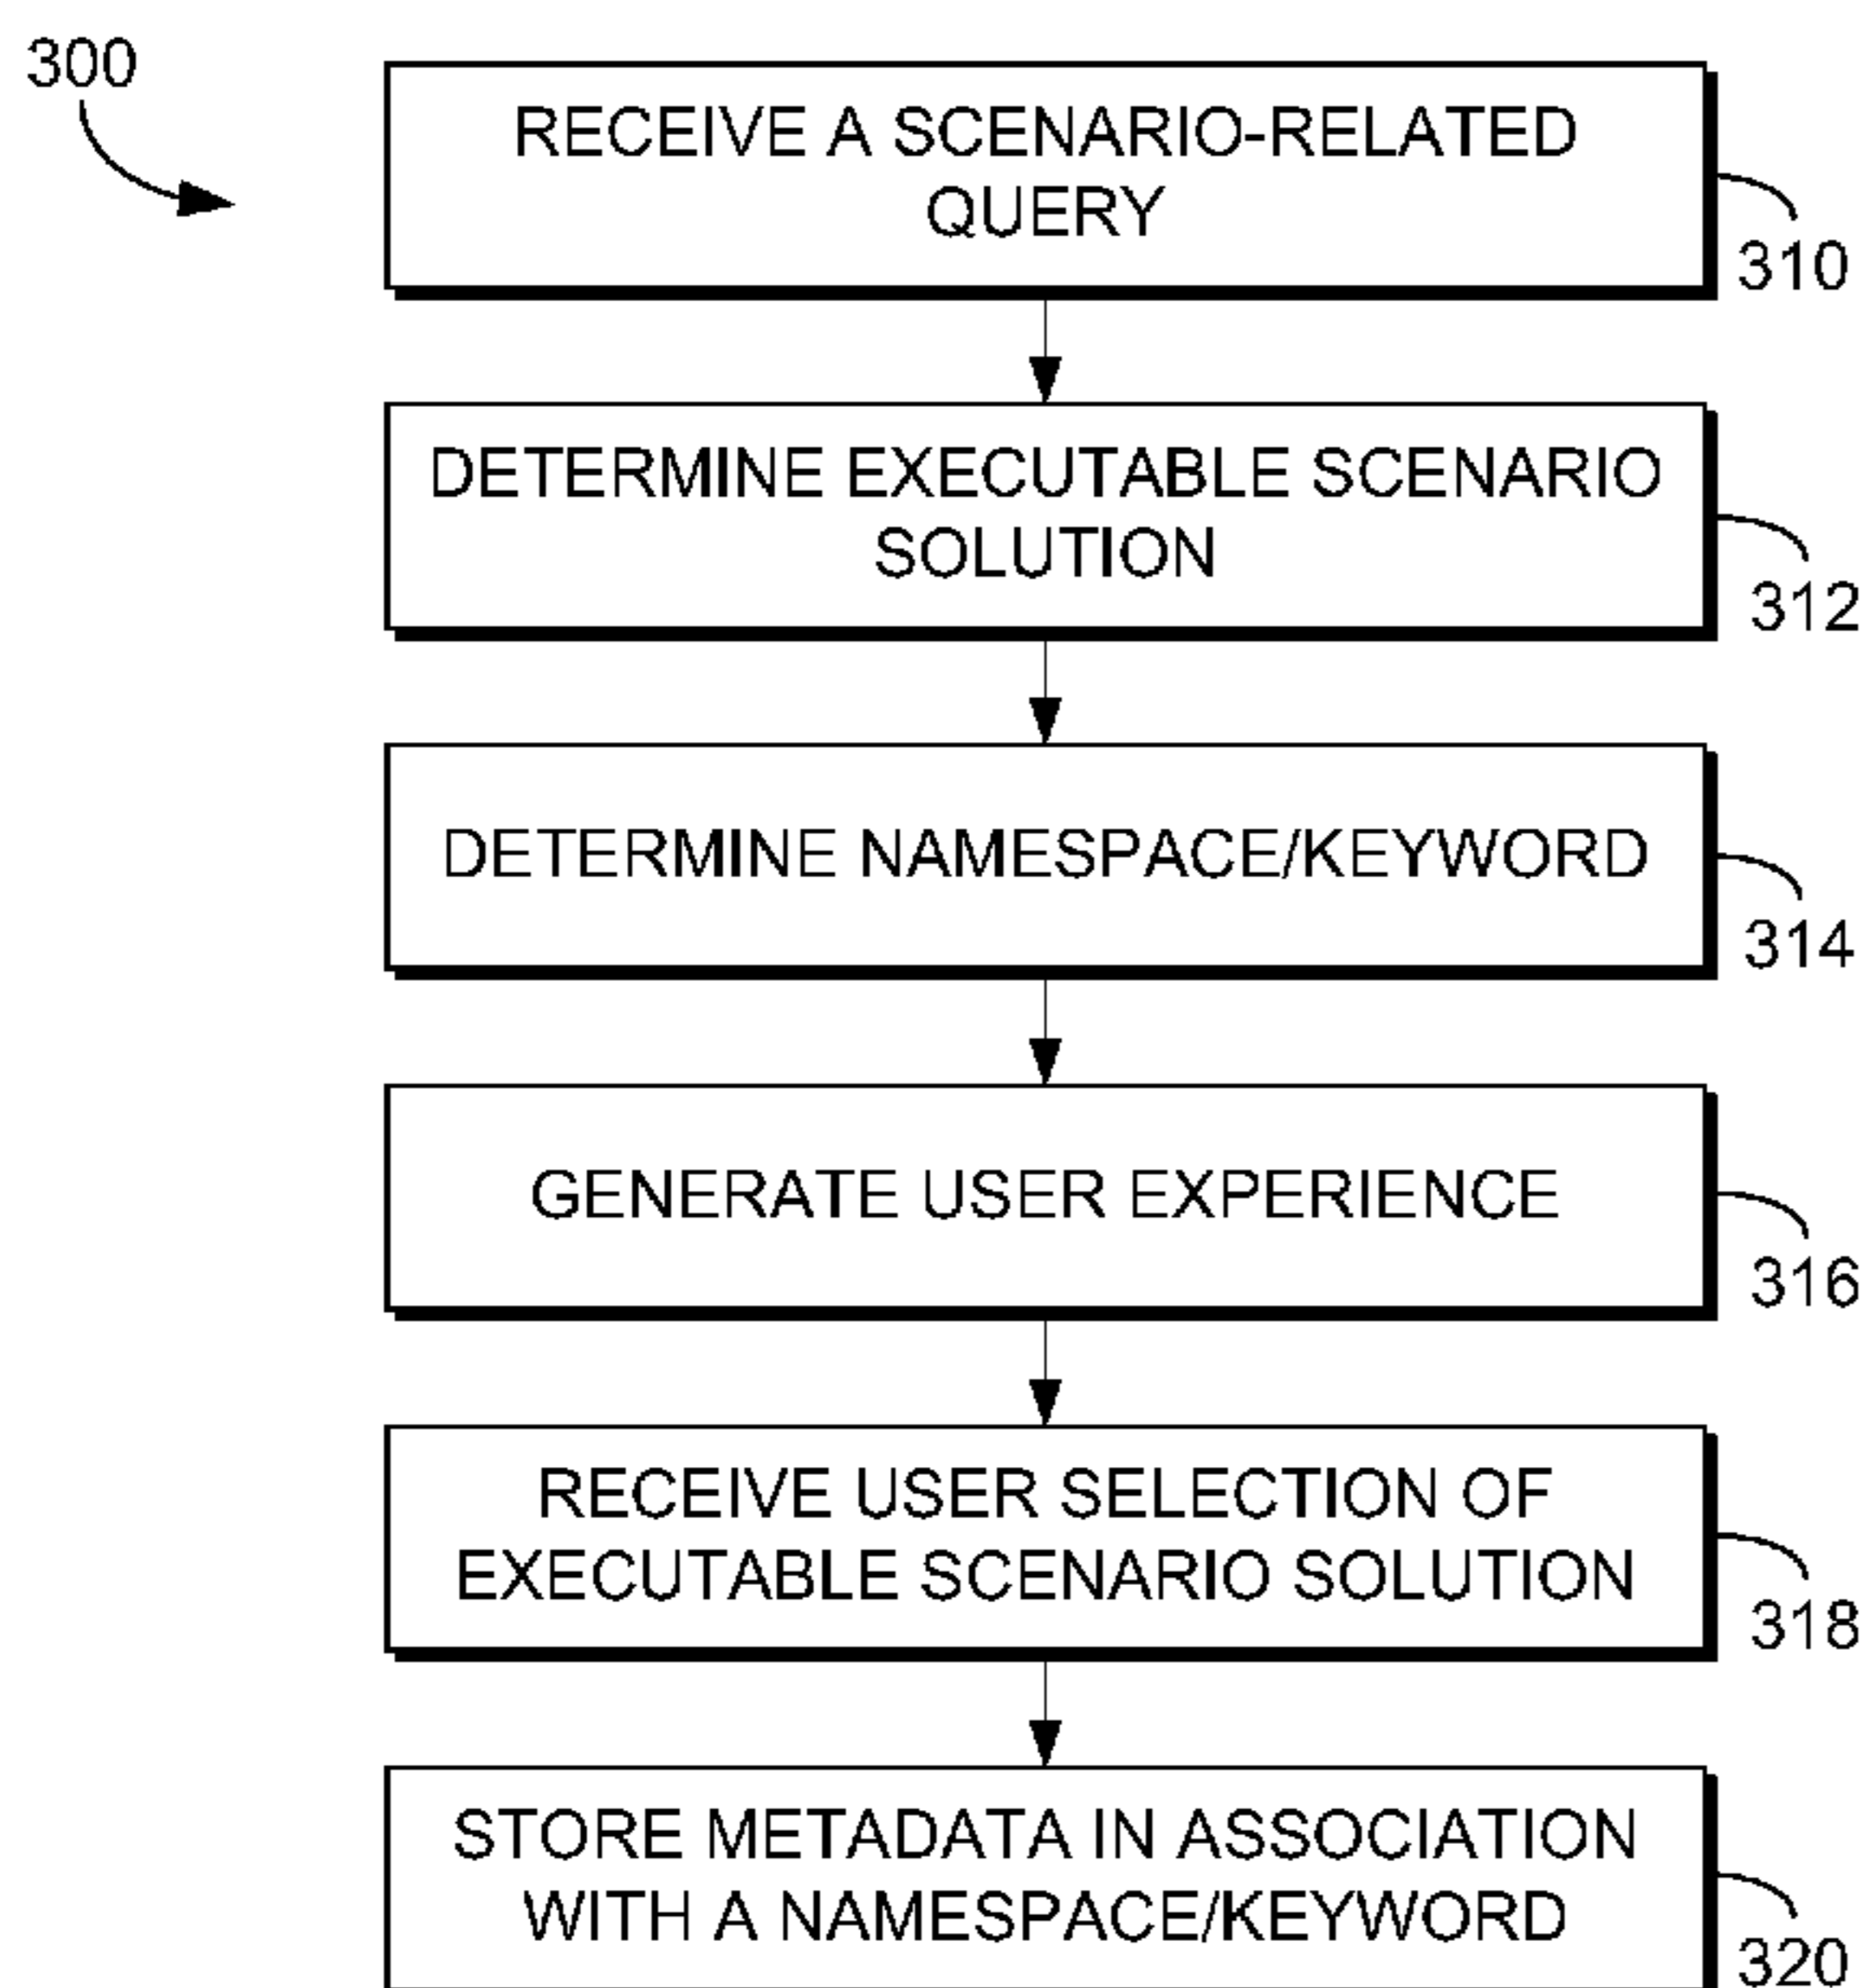 300
RECEIVE A SCENARIO-RELATED
QUERY
310
DETERMINE EXECUTABLE SCENARIO
SOLUTION
312
DETERMINE NAMESPACE/KEYWORD
314
GENERATE USER EXPERIENCE
316
RECEIVE USER SELECTION OF
EXECUTABLE SCENARIO SOLUTION
318
STORE METADATA IN ASSOCIATION
WITH A NAMESPACE/KEYWORD
320